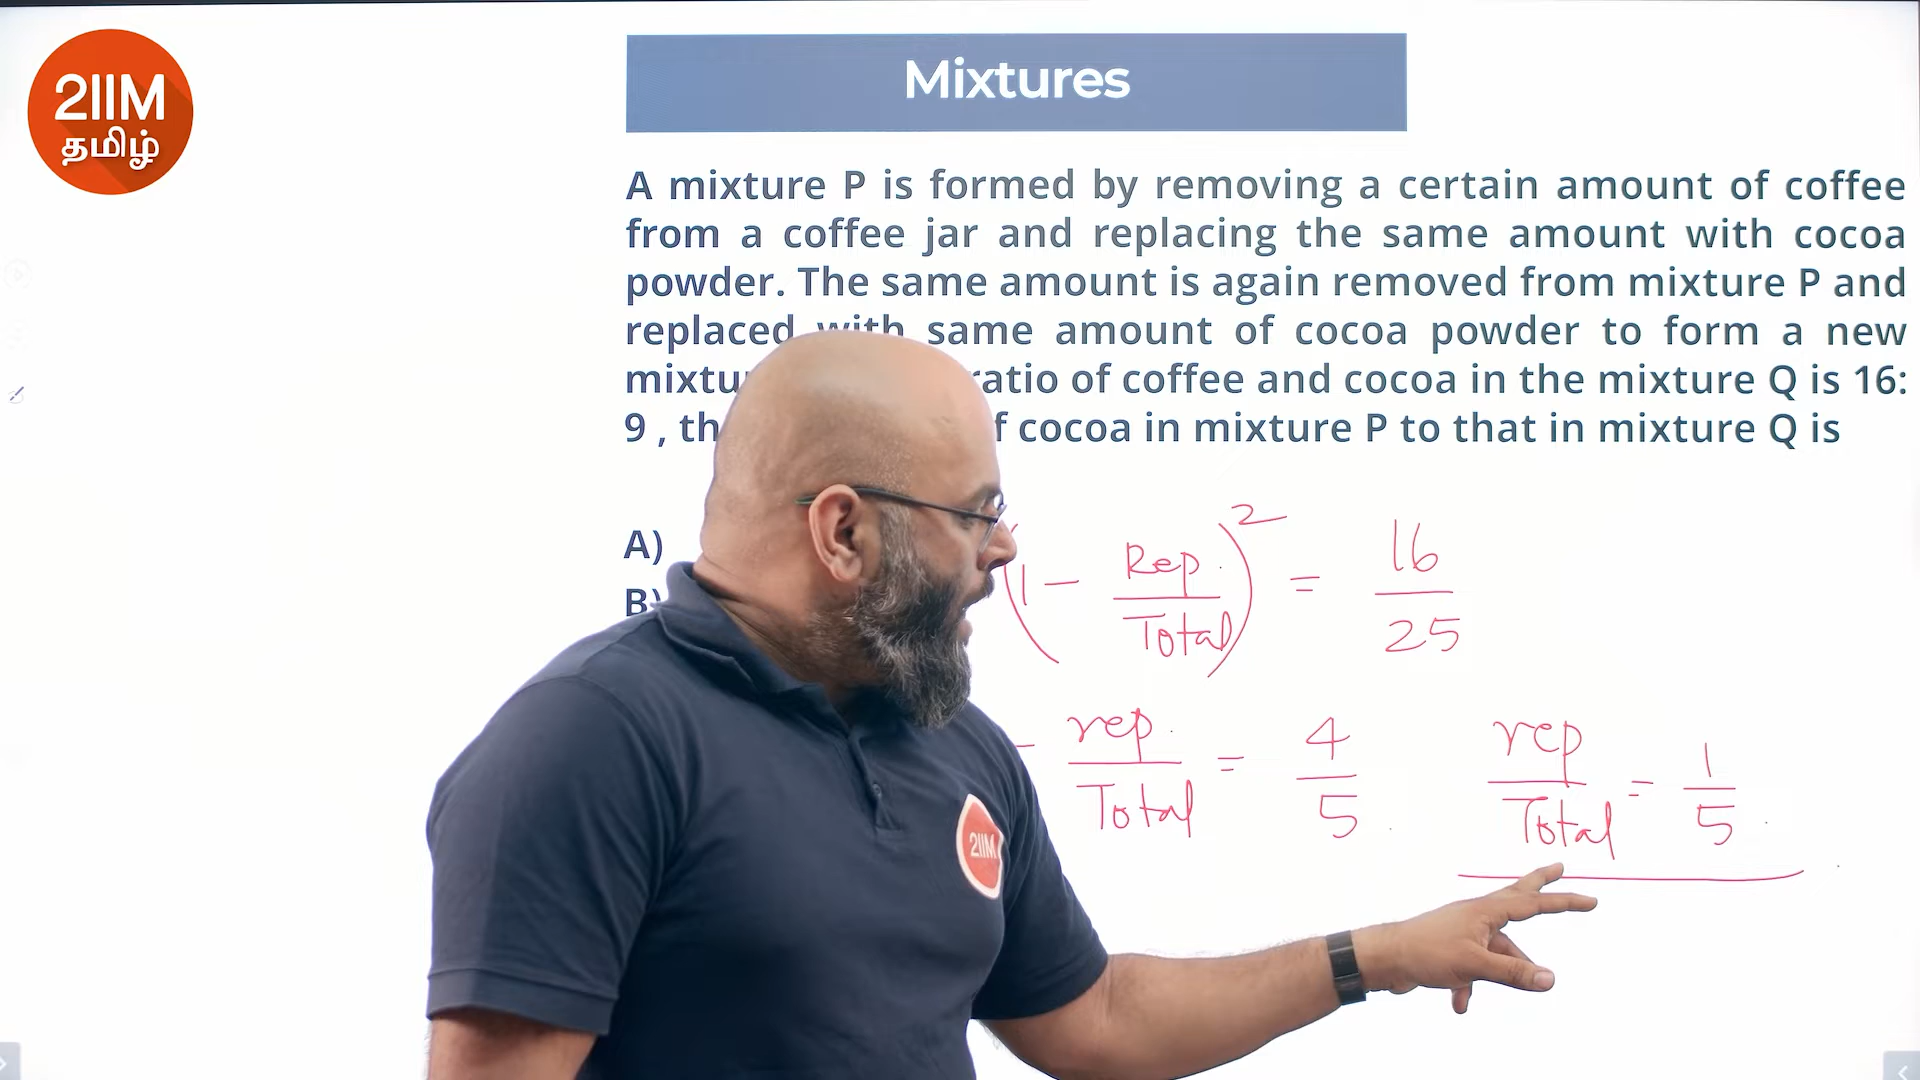 2IIM
தமிழ்
Mixtures
A mixture P is formed by removing a certain amount of coffee
from a coffee jar and replacing the same amount with cocoa
powder. The same amount is again removed from mixture P and
replaced with same amount of cocoa powder to form a new
ratio of coffee and cocoa in the mixture Q is 16:
9 , of cocoa in mixture P to that in mixture Q is
A)
B)
(1 - Rep. / Total)² = 16 / 25
- rep. / Total = 4 / 5
rep / Total = 1 / 5
2IIM